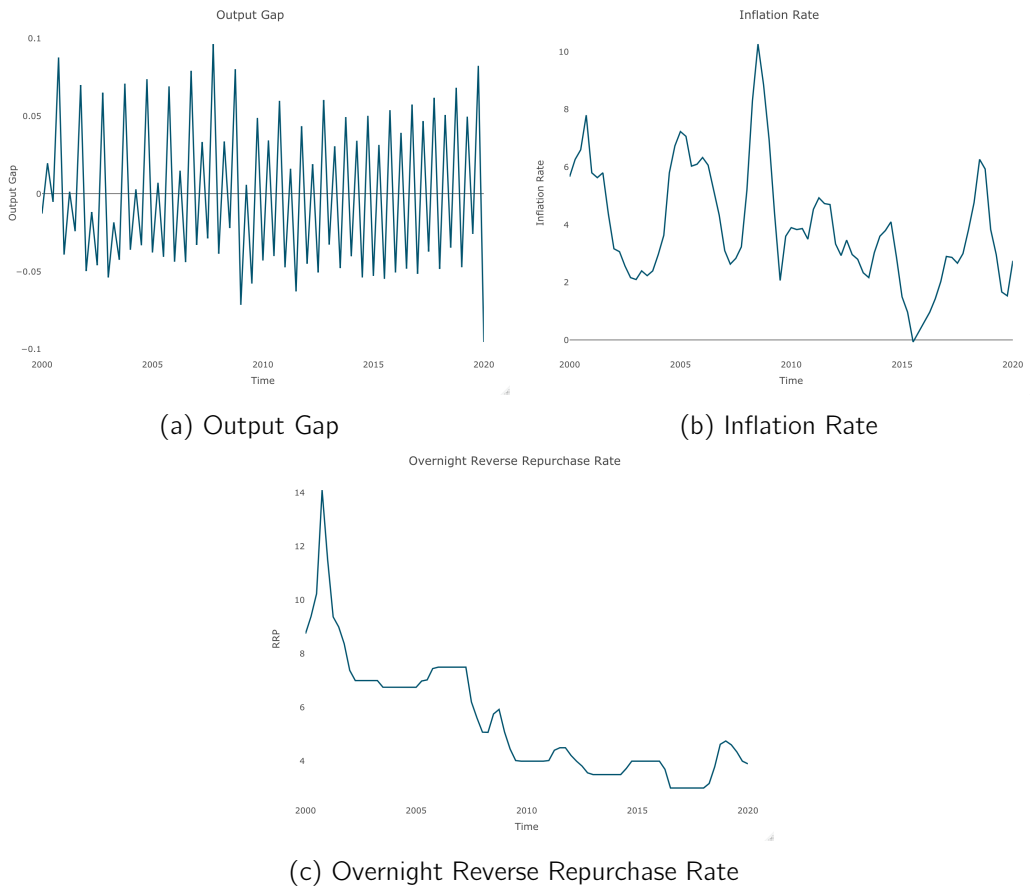 Output Gap
0.1
0.05
0
−0.05
−0.1
Output Gap
2000
2005
2010
2015
2020
Time
(a) Output Gap
Inflation Rate
10
8
6
4
2
0
Inflation Rate
2000
2005
2010
2015
2020
Time
(b) Inflation Rate
Overnight Reverse Repurchase Rate
14
12
10
8
6
4
RRP
2000
2005
2010
2015
2020
Time
(c) Overnight Reverse Repurchase Rate